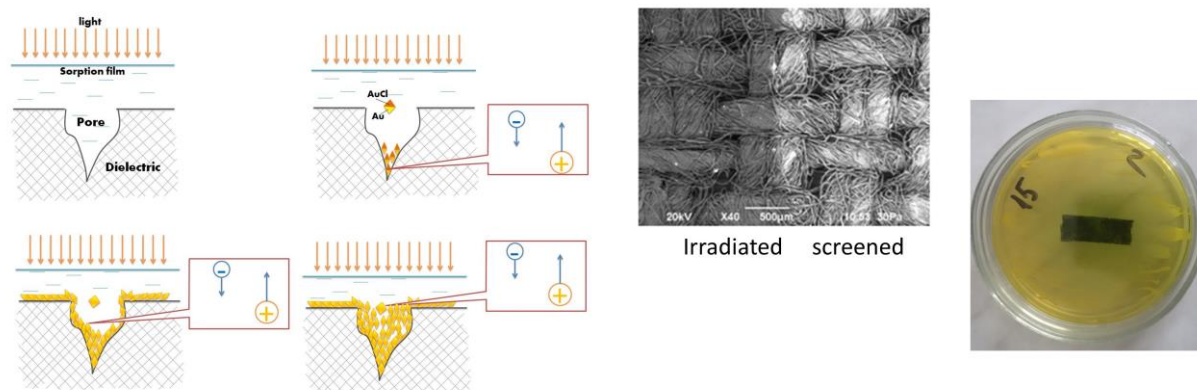 light
Sorption film
Pore
Dielectric
AuCl
Au
-
+
-
+
-
+
20kV X40 500µm 10.53 30Pa
Irradiated screened
15
2